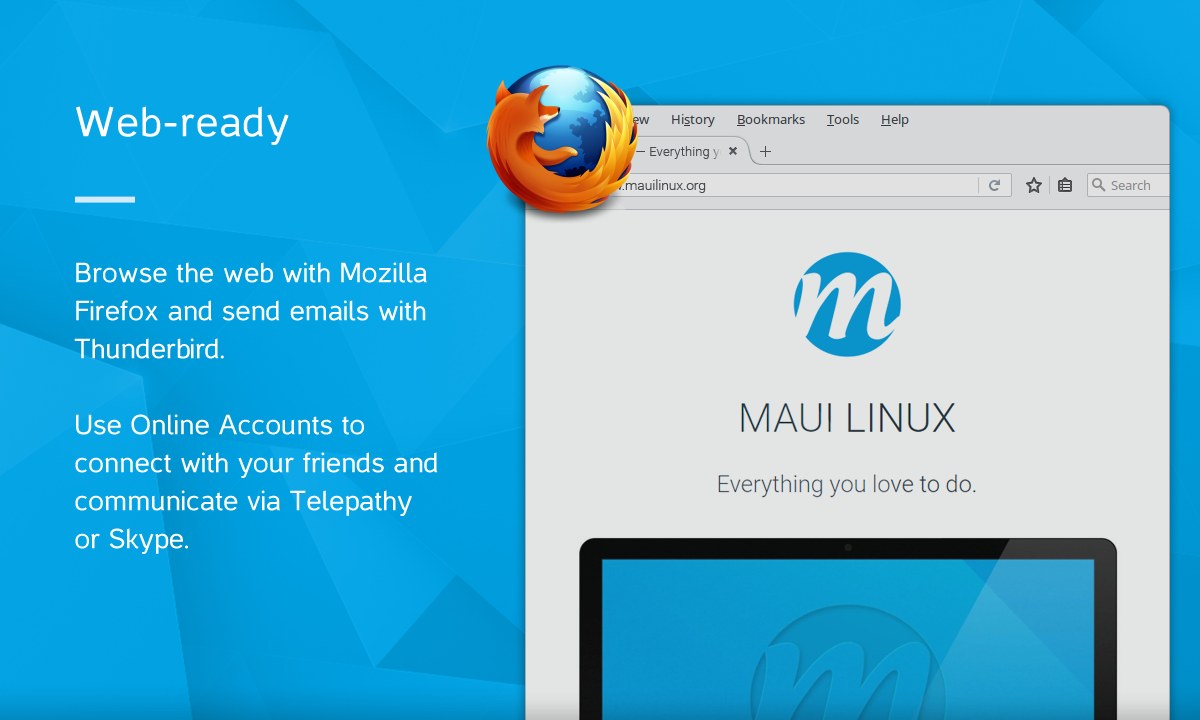 Web-ready
Browse the web with Mozilla
Firefox and send emails with
Thunderbird.
Use Online Accounts to
connect with your friends and
communicate via Telepathy
or Skype.
History Bookmarks Tools Help
– Everything
.mauilinux.org
Search
m
MAUI LINUX
Everything you love to do.
m